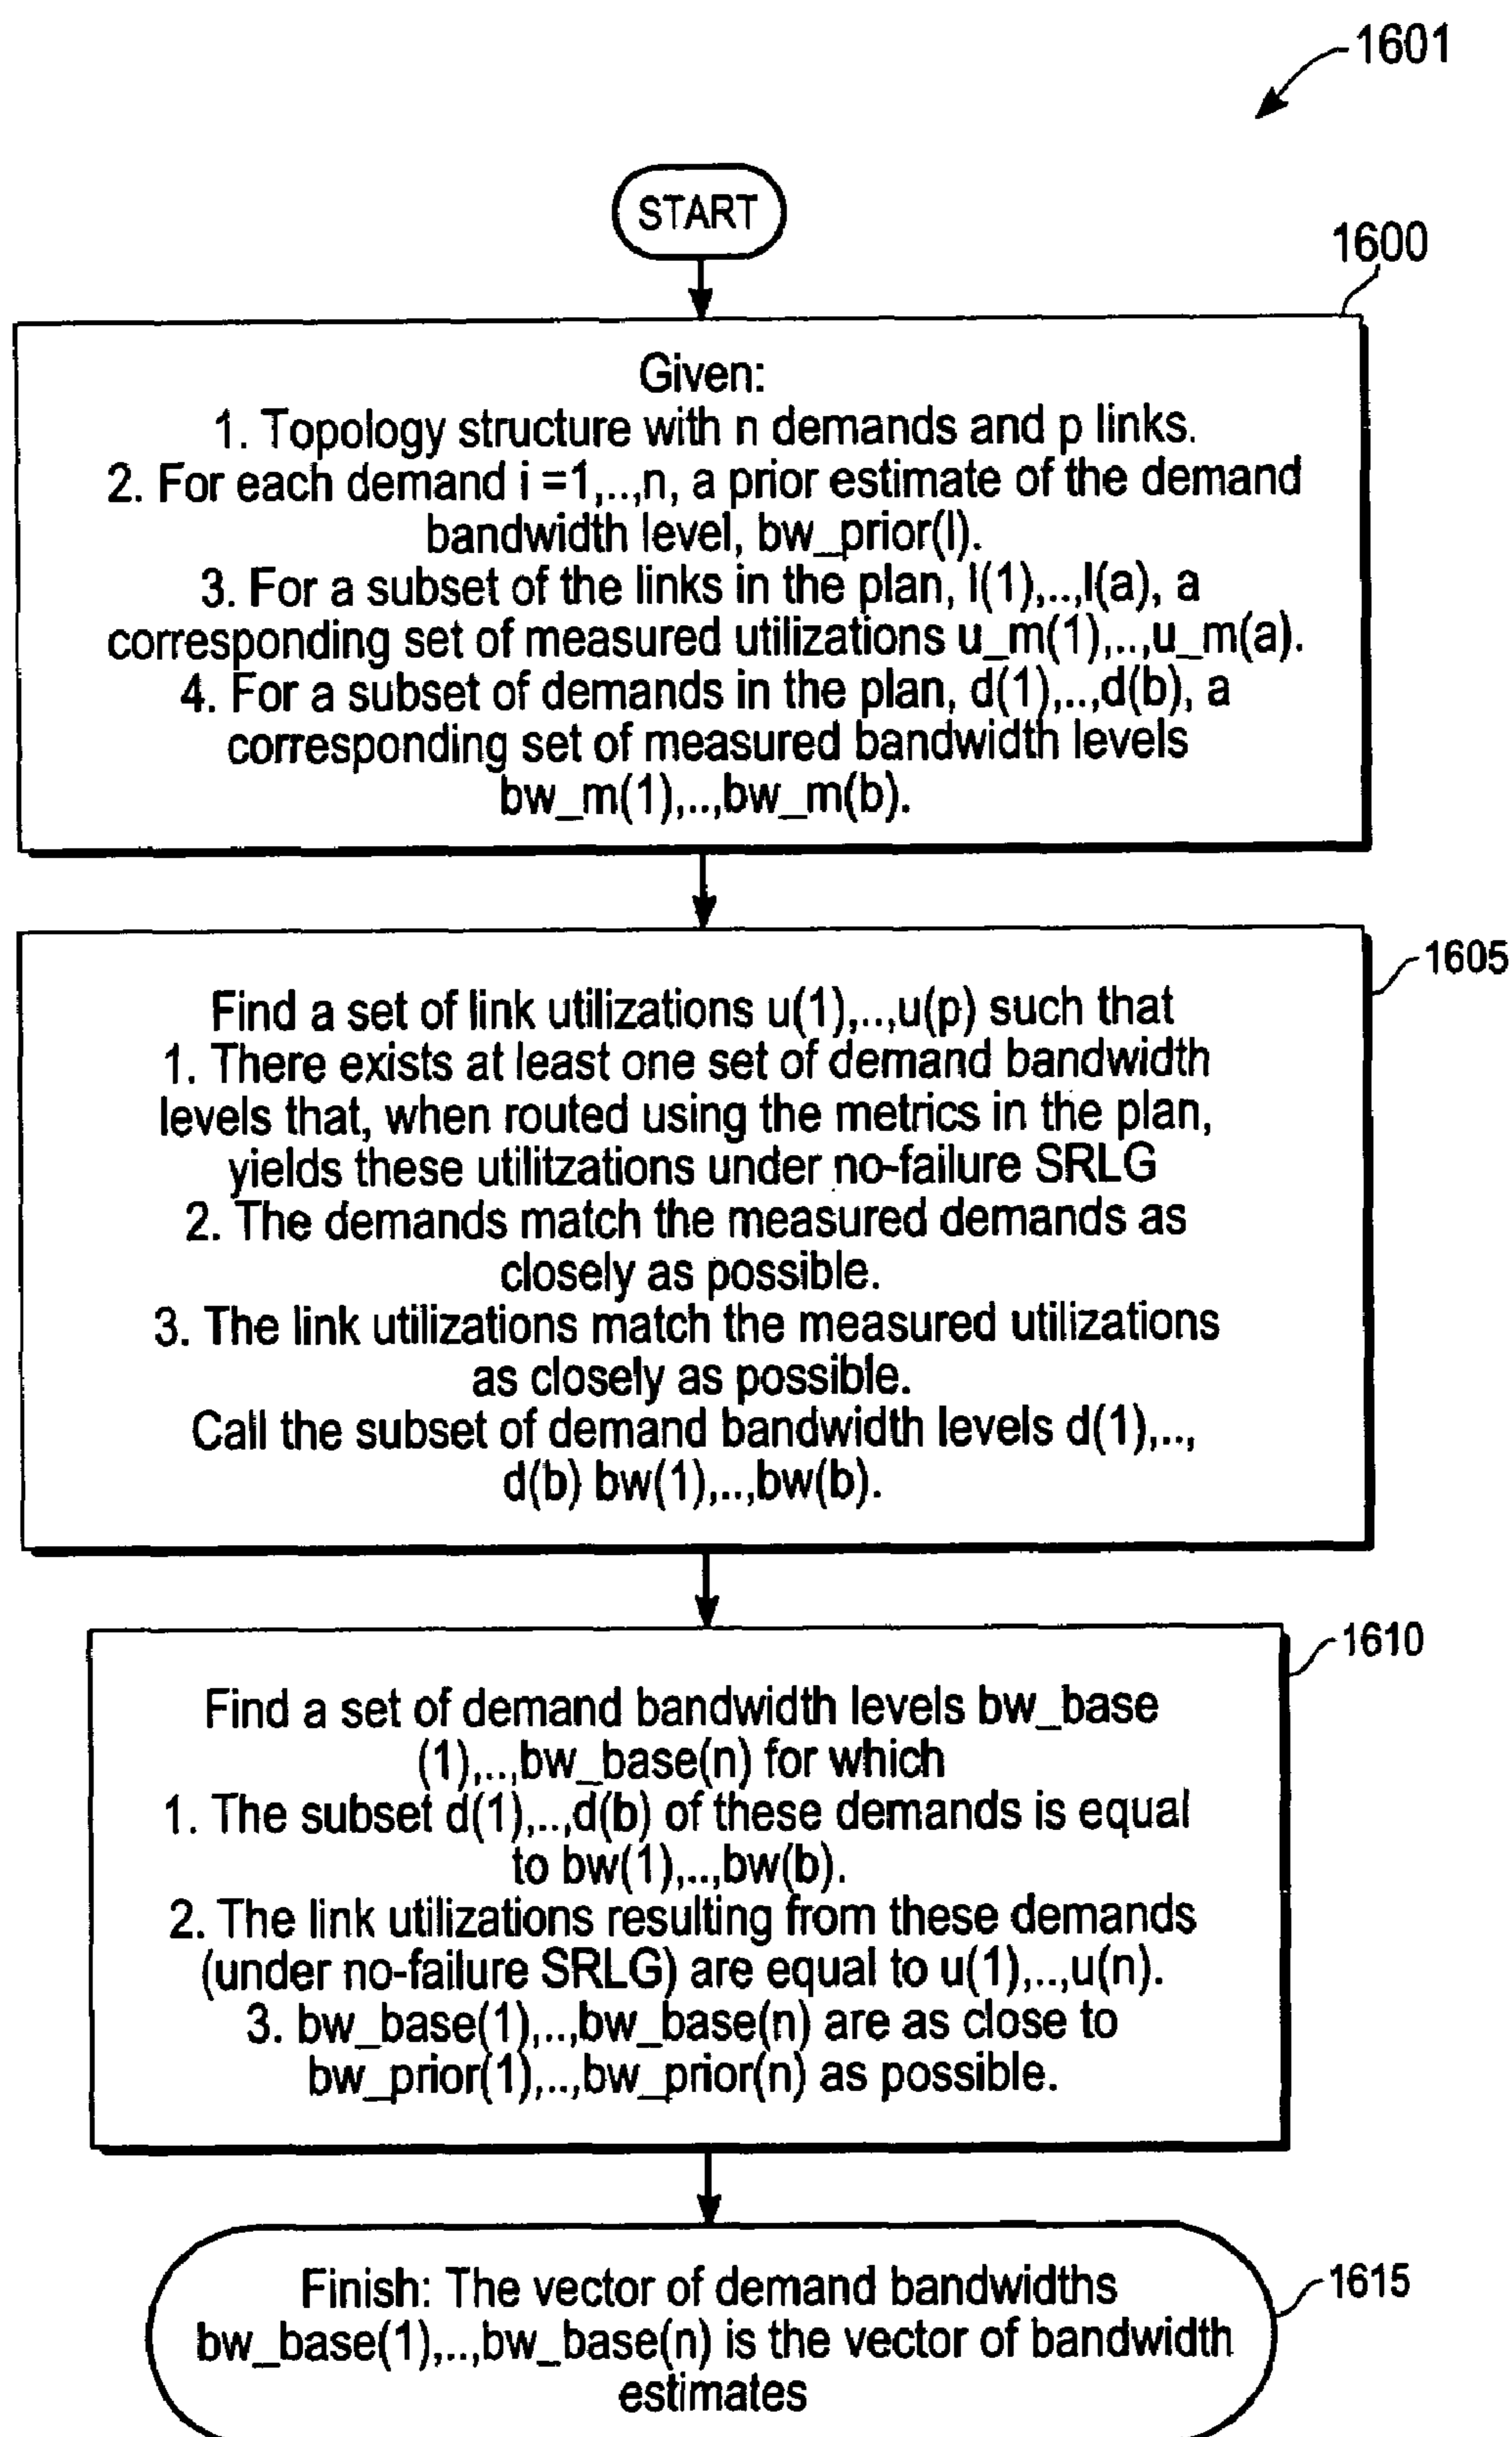 1601
START
1600
Given:
1. Topology structure with n demands and p links.
2. For each demand i =1,..,n, a prior estimate of the demand
bandwidth level, bw_prior(l).
3. For a subset of the links in the plan, l(1),..,l(a), a
corresponding set of measured utilizations u_m(1),..,u_m(a).
4. For a subset of demands in the plan, d(1),..,d(b), a
corresponding set of measured bandwidth levels
bw_m(1),..,bw_m(b).
1605
Find a set of link utilizations u(1),..,u(p) such that
1. There exists at least one set of demand bandwidth
levels that, when routed using the metrics in the plan,
yields these utilitzations under no-failure SRLG
2. The demands match the measured demands as
closely as possible.
3. The link utilizations match the measured utilizations
as closely as possible.
Call the subset of demand bandwidth levels d(1),..,
d(b) bw(1),..,bw(b).
1610
Find a set of demand bandwidth levels bw_base
(1),..,bw_base(n) for which
1. The subset d(1),..,d(b) of these demands is equal
to bw(1),..,bw(b).
2. The link utilizations resulting from these demands
(under no-failure SRLG) are equal to u(1),..,u(n).
3. bw_base(1),..,bw_base(n) are as close to
bw_prior(1),..,bw_prior(n) as possible.
1615
Finish: The vector of demand bandwidths
bw_base(1),..,bw_base(n) is the vector of bandwidth
estimates